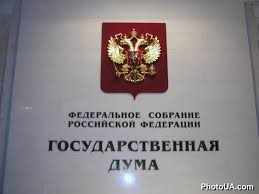 ФЕДЕРАЛЬНОЕ СОБРАНИЕ
РОССИЙСКОЙ ФЕДЕРАЦИИ
ГОСУДАРСТВЕННАЯ
ДУМА
PhotoUA.com